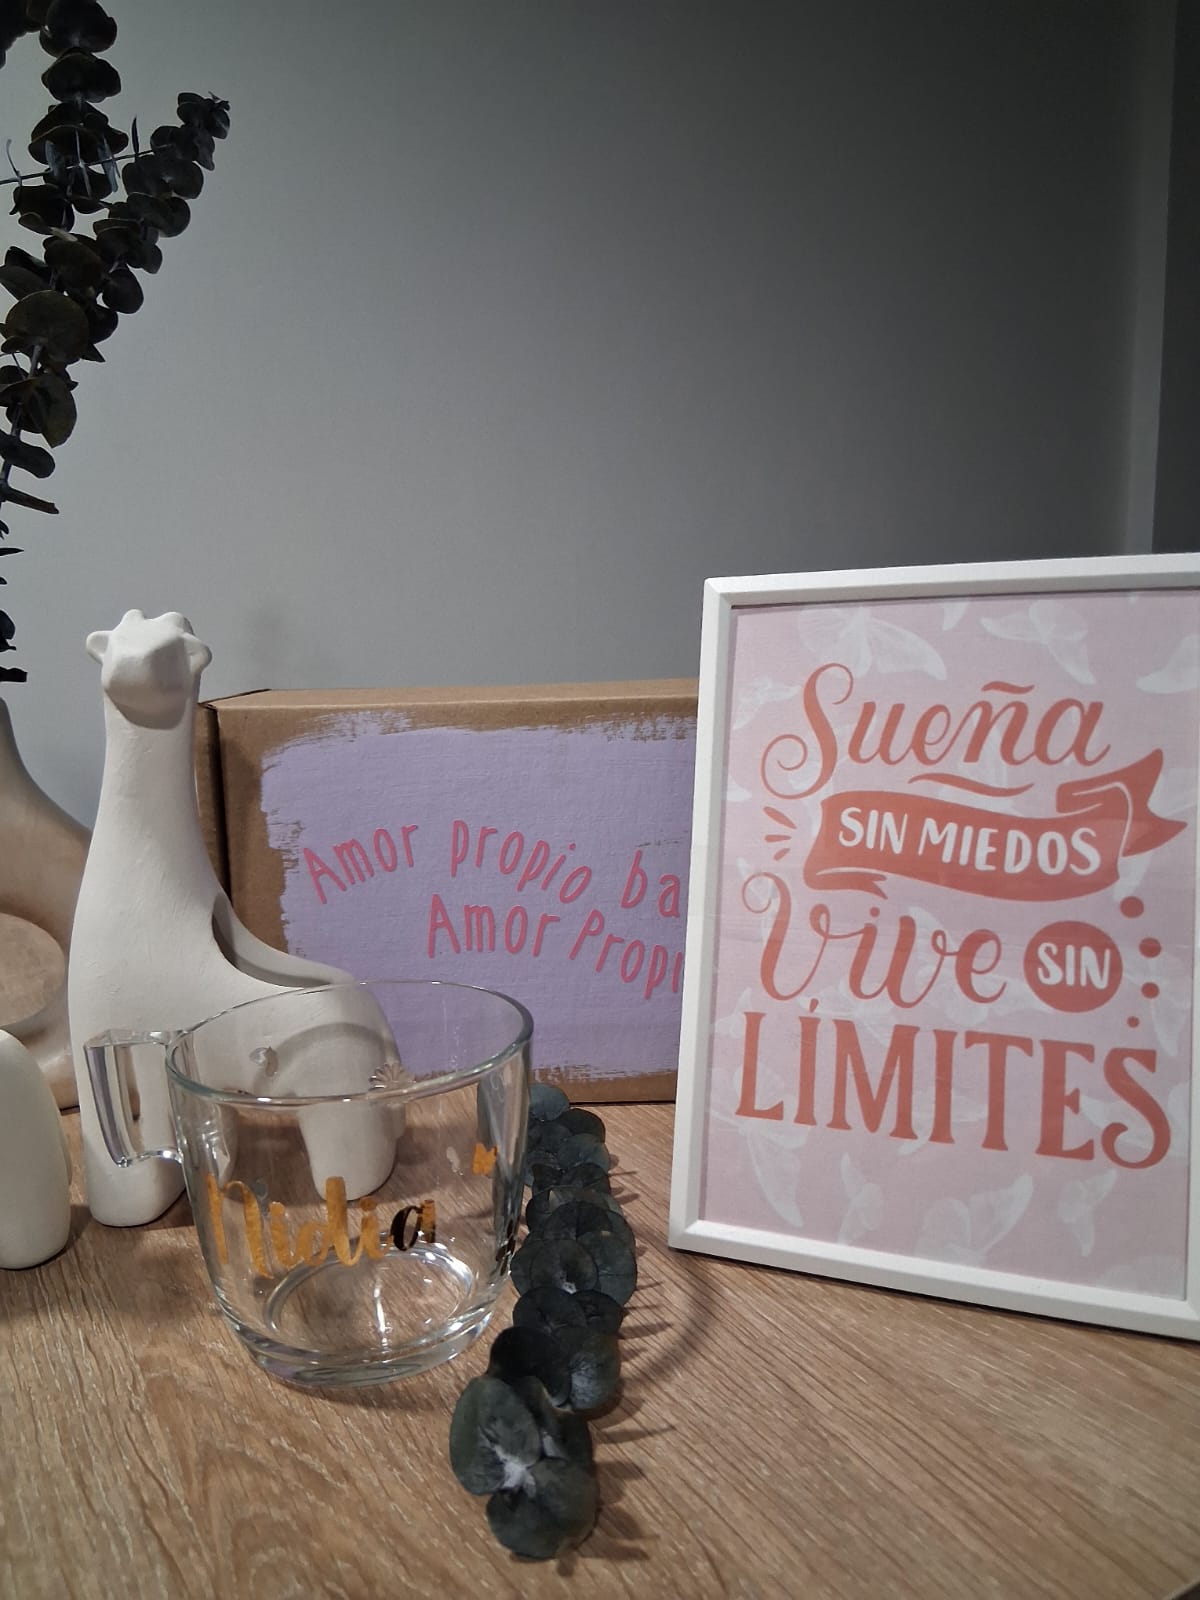 Amor propio ba
Amor Propi
Sueña
SIN MIEDOS
Vive SIN
LÍMITES
Nidia